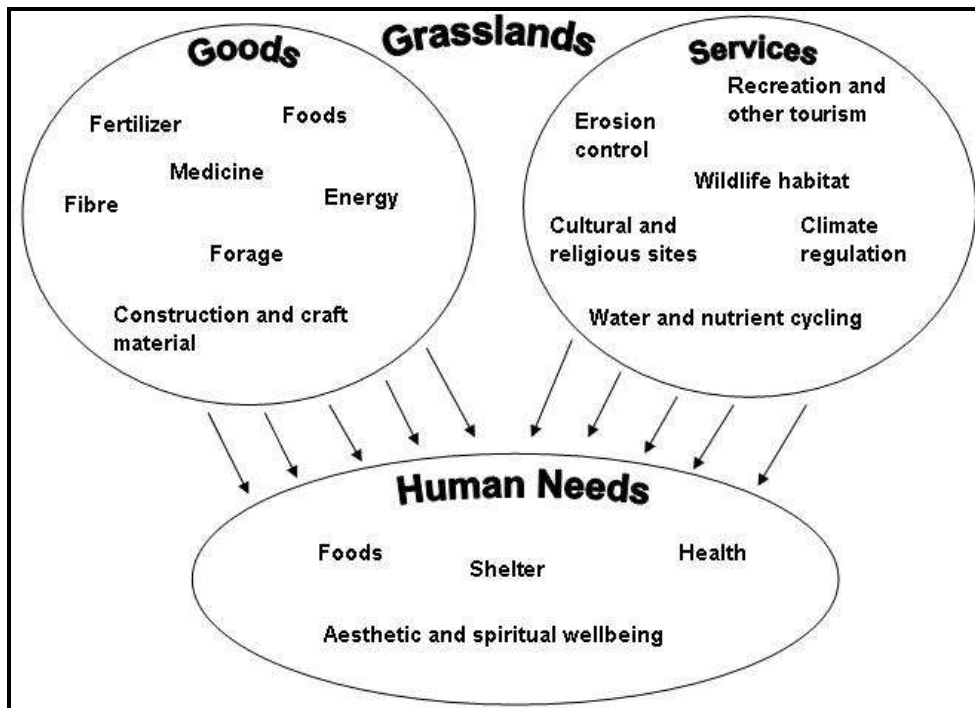 Grasslands
Goods
Fertilizer
Foods
Medicine
Fibre
Energy
Forage
Construction and craft
material
Services
Recreation and
other tourism
Erosion
control
Wildlife habitat
Cultural and
religious sites
Climate
regulation
Water and nutrient cycling
Human Needs
Foods
Shelter
Health
Aesthetic and spiritual wellbeing